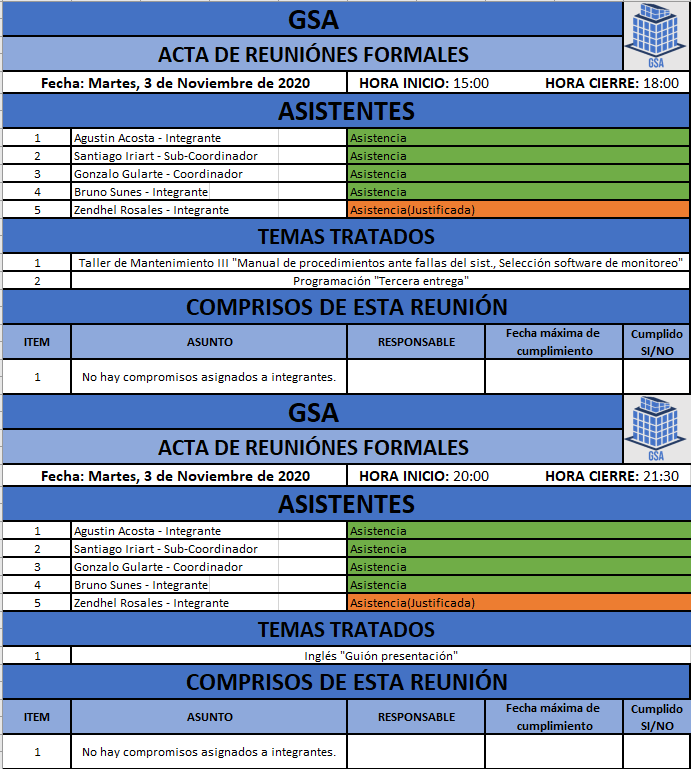 GSA
GSA
ACTA DE REUNIÓNES FORMALES
Fecha: Martes, 3 de Noviembre de 2020 HORA INICIO: 15:00 HORA CIERRE: 18:00
ASISTENTES
1 Agustin Acosta - Integrante Asistencia
2 Santiago Iriart - Sub-Coordinador Asistencia
3 Gonzalo Gularte - Coordinador Asistencia
4 Bruno Sunes - Integrante Asistencia
5 Zendhel Rosales - Integrante Asistencia(Justificada)
TEMAS TRATADOS
1 Taller de Mantenimiento III "Manual de procedimientos ante fallas del sist., Selección software de monitoreo"
2 Programación "Tercera entrega"
COMPRISOS DE ESTA REUNIÓN
ITEM ASUNTO RESPONSABLE Fecha máxima de cumplimiento Cumplido SI/NO
1 No hay compromisos asignados a integrantes.
GSA
GSA
ACTA DE REUNIÓNES FORMALES
Fecha: Martes, 3 de Noviembre de 2020 HORA INICIO: 20:00 HORA CIERRE: 21:30
ASISTENTES
1 Agustin Acosta - Integrante Asistencia
2 Santiago Iriart - Sub-Coordinador Asistencia
3 Gonzalo Gularte - Coordinador Asistencia
4 Bruno Sunes - Integrante Asistencia
5 Zendhel Rosales - Integrante Asistencia(Justificada)
TEMAS TRATADOS
1 Inglés "Guión presentación"
COMPRISOS DE ESTA REUNIÓN
ITEM ASUNTO RESPONSABLE Fecha máxima de cumplimiento Cumplido SI/NO
1 No hay compromisos asignados a integrantes.